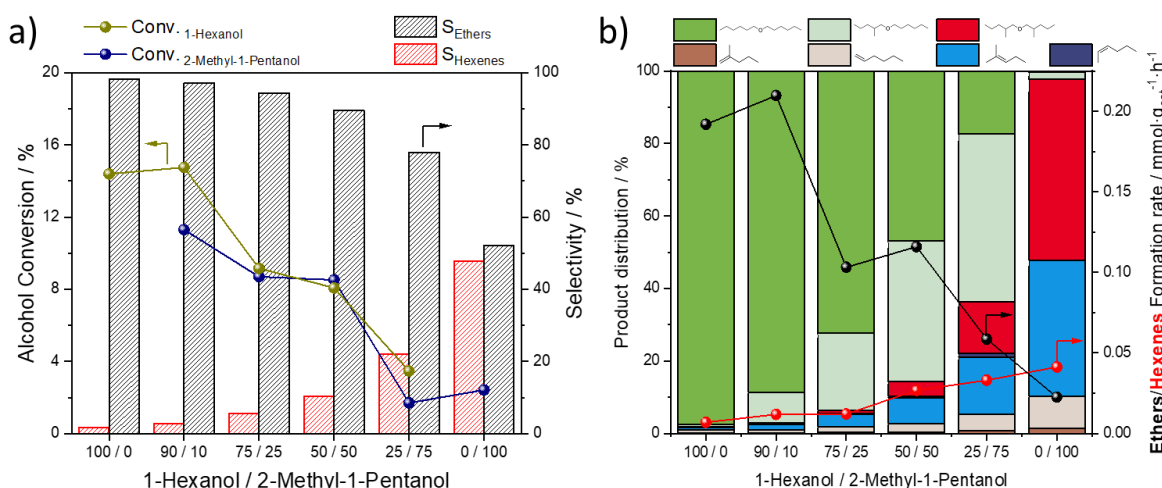 a)
Conv. 1-Hexanol
Conv. 2-Methyl-1-Pentanol
S Ethers
S Hexenes
20
16
12
8
4
0
Alcohol Conversion / %
100
80
60
40
20
0
Selectivity / %
100 / 0
90 / 10
75 / 25
50 / 50
25 / 75
0 / 100
1-Hexanol / 2-Methyl-1-Pentanol
b)
O
O
O
100
80
60
40
20
0
Product distribution / %
0.20
0.15
0.10
0.05
0.00
Ethers/Hexenes Formation rate / mmol·g cat⁻¹·h⁻¹
100 / 0
90 / 10
75 / 25
50 / 50
25 / 75
0 / 100
1-Hexanol / 2-Methyl-1-Pentanol